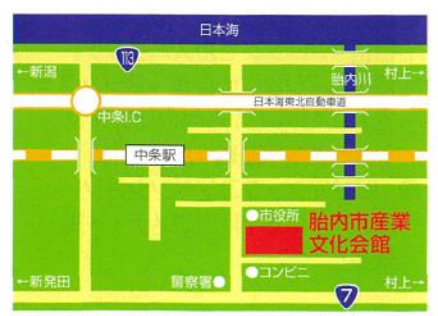 日本海
113
←新潟
胎内川
村上→
日本海東北自動車道
中条I.C
中条駅
●市役所
胎内市産業
文化会館
←新発田
警察署●
●コンビニ
村上→
7